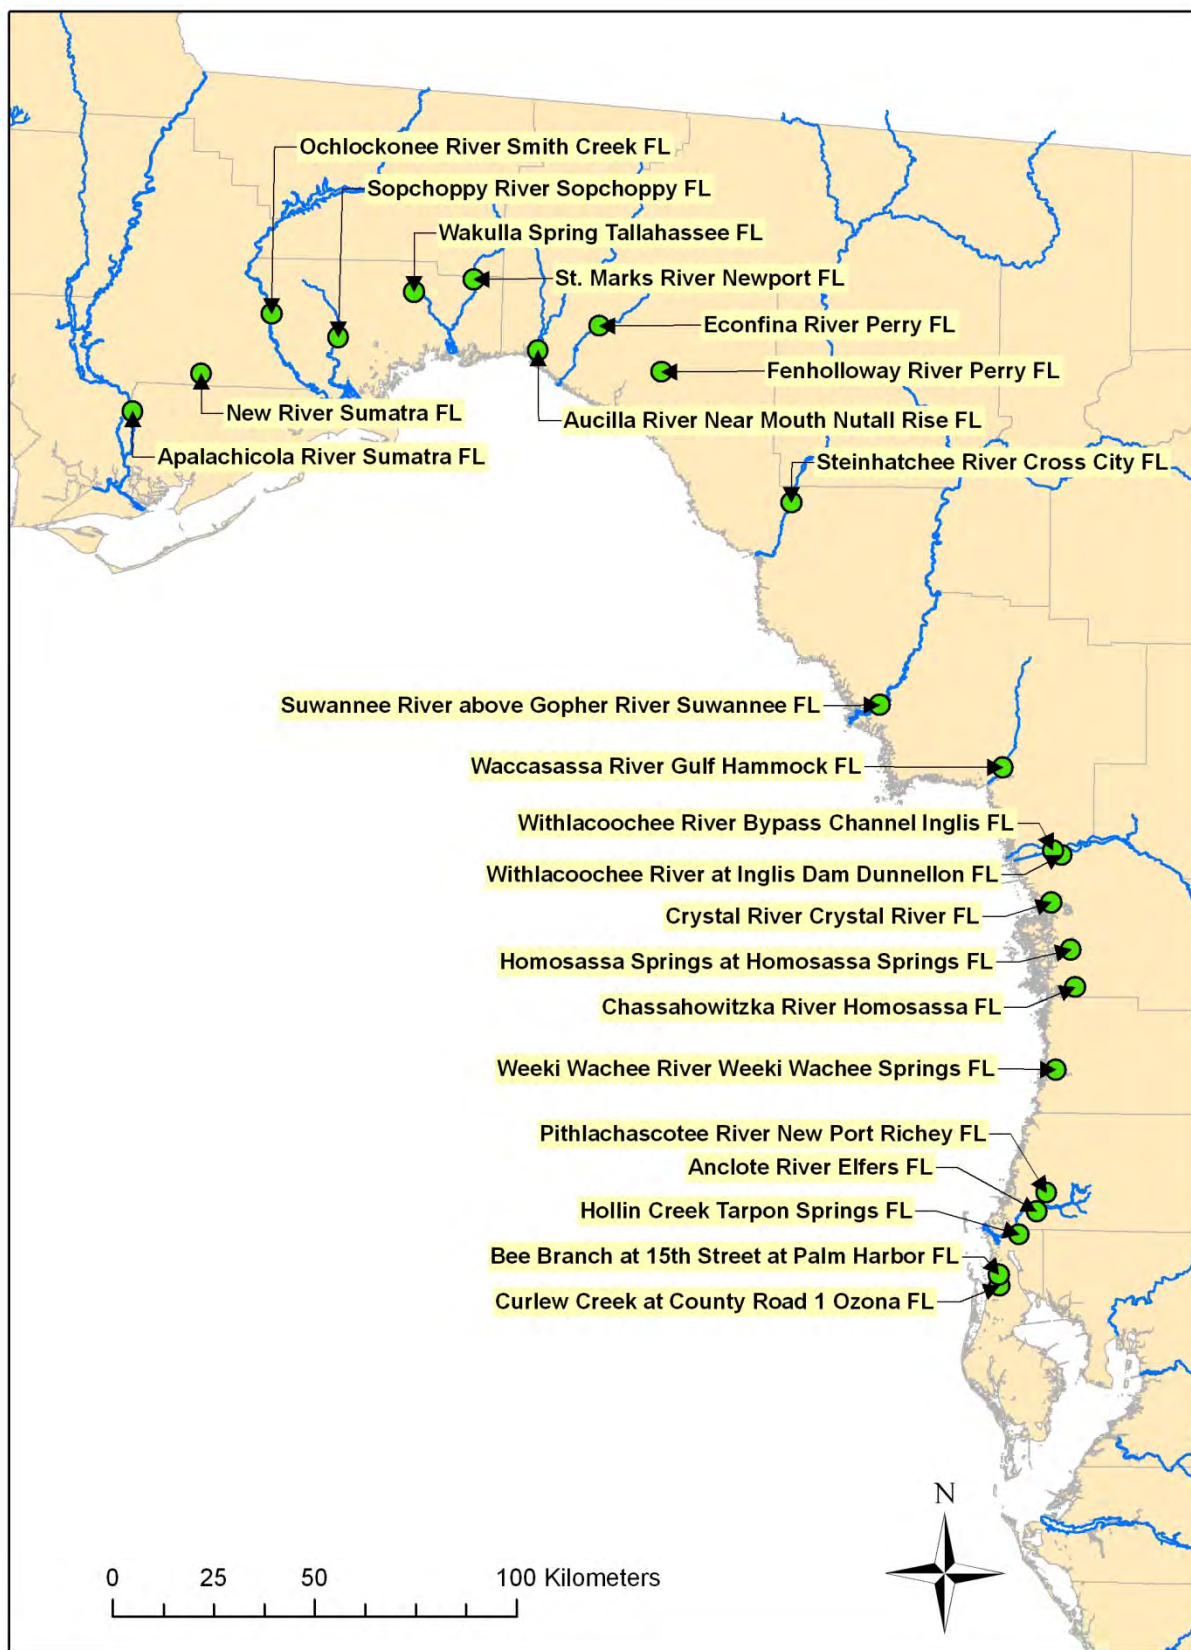 Ochlockonee River Smith Creek FL
Sopchoppy River Sopchoppy FL
Wakulla Spring Tallahassee FL
St. Marks River Newport FL
Econfina River Perry FL
Fenholloway River Perry FL
New River Sumatra FL
Aucilla River Near Mouth Nutall Rise FL
Apalachicola River Sumatra FL
Steinhatchee River Cross City FL
Suwannee River above Gopher River Suwannee FL
Waccasassa River Gulf Hammock FL
Withlacoochee River Bypass Channel Inglis FL
Withlacoochee River at Inglis Dam Dunnellon FL
Crystal River Crystal River FL
Homosassa Springs at Homosassa Springs FL
Chassahowitzka River Homosassa FL
Weeki Wachee River Weeki Wachee Springs FL
Pithlachascotee River New Port Richey FL
Anclote River Elfers FL
Hollin Creek Tarpon Springs FL
Bee Branch at 15th Street at Palm Harbor FL
Curlew Creek at County Road 1 Ozona FL
N
0 25 50 100 Kilometers